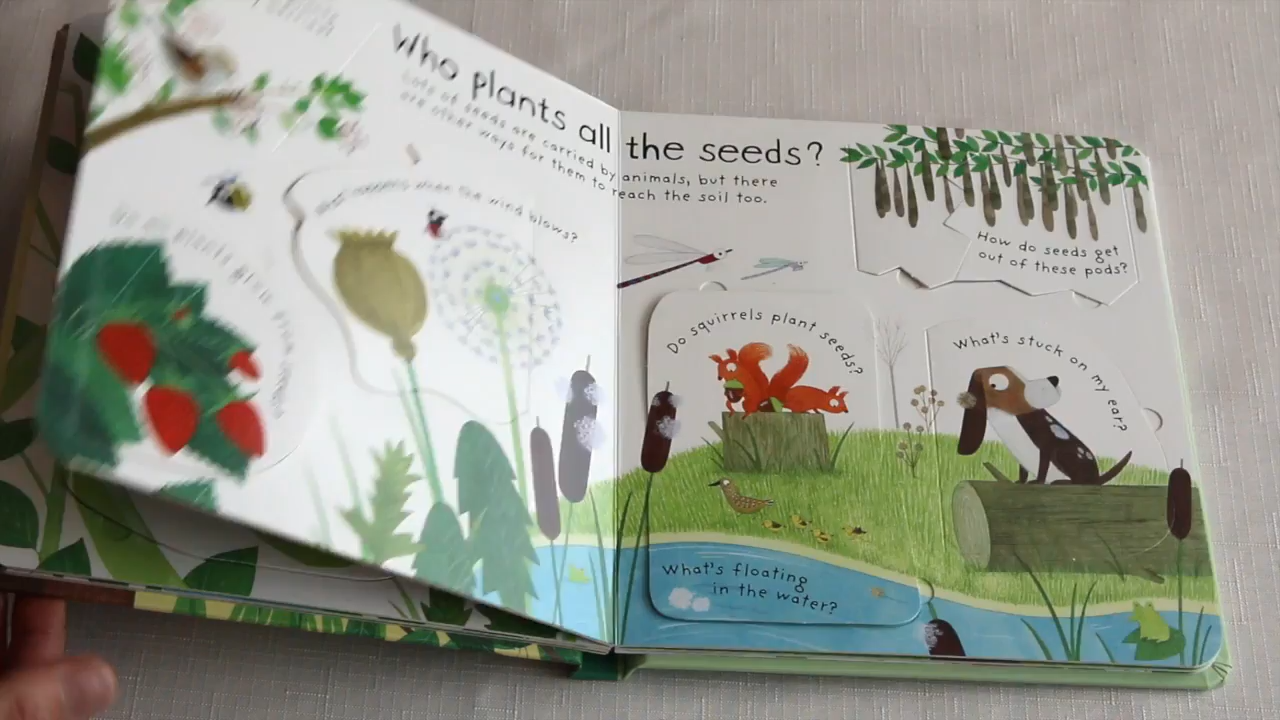 Who plants all the seeds?
Lots of seeds are carried by animals, but there
are other ways for them to reach the soil too.
What happens when the wind blows?
How do seeds get
out of these pods?
Do squirrels plant seeds?
What's stuck on my ear?
What's floating
in the water?